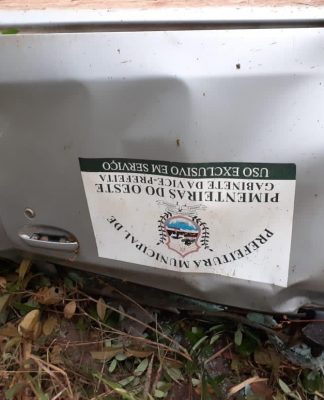 PREFEITURA MUNICIPAL DE
PIMENTEIRAS DO OESTE
GABINETE DA VICE-PREFEITA
USO EXCLUSIVO EM SERVIÇO